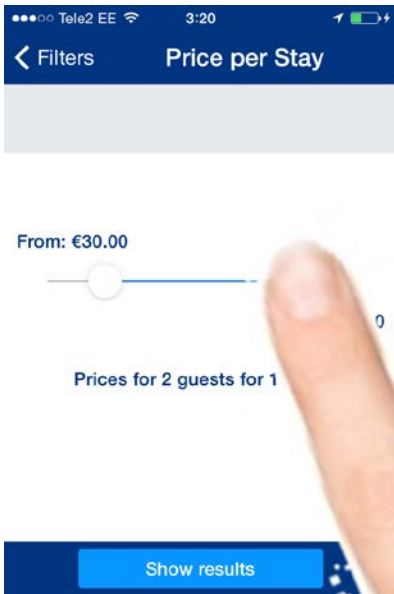 Tele2 EE 3:20
Filters Price per Stay
From: €30.00
0
Prices for 2 guests for 1
Show results